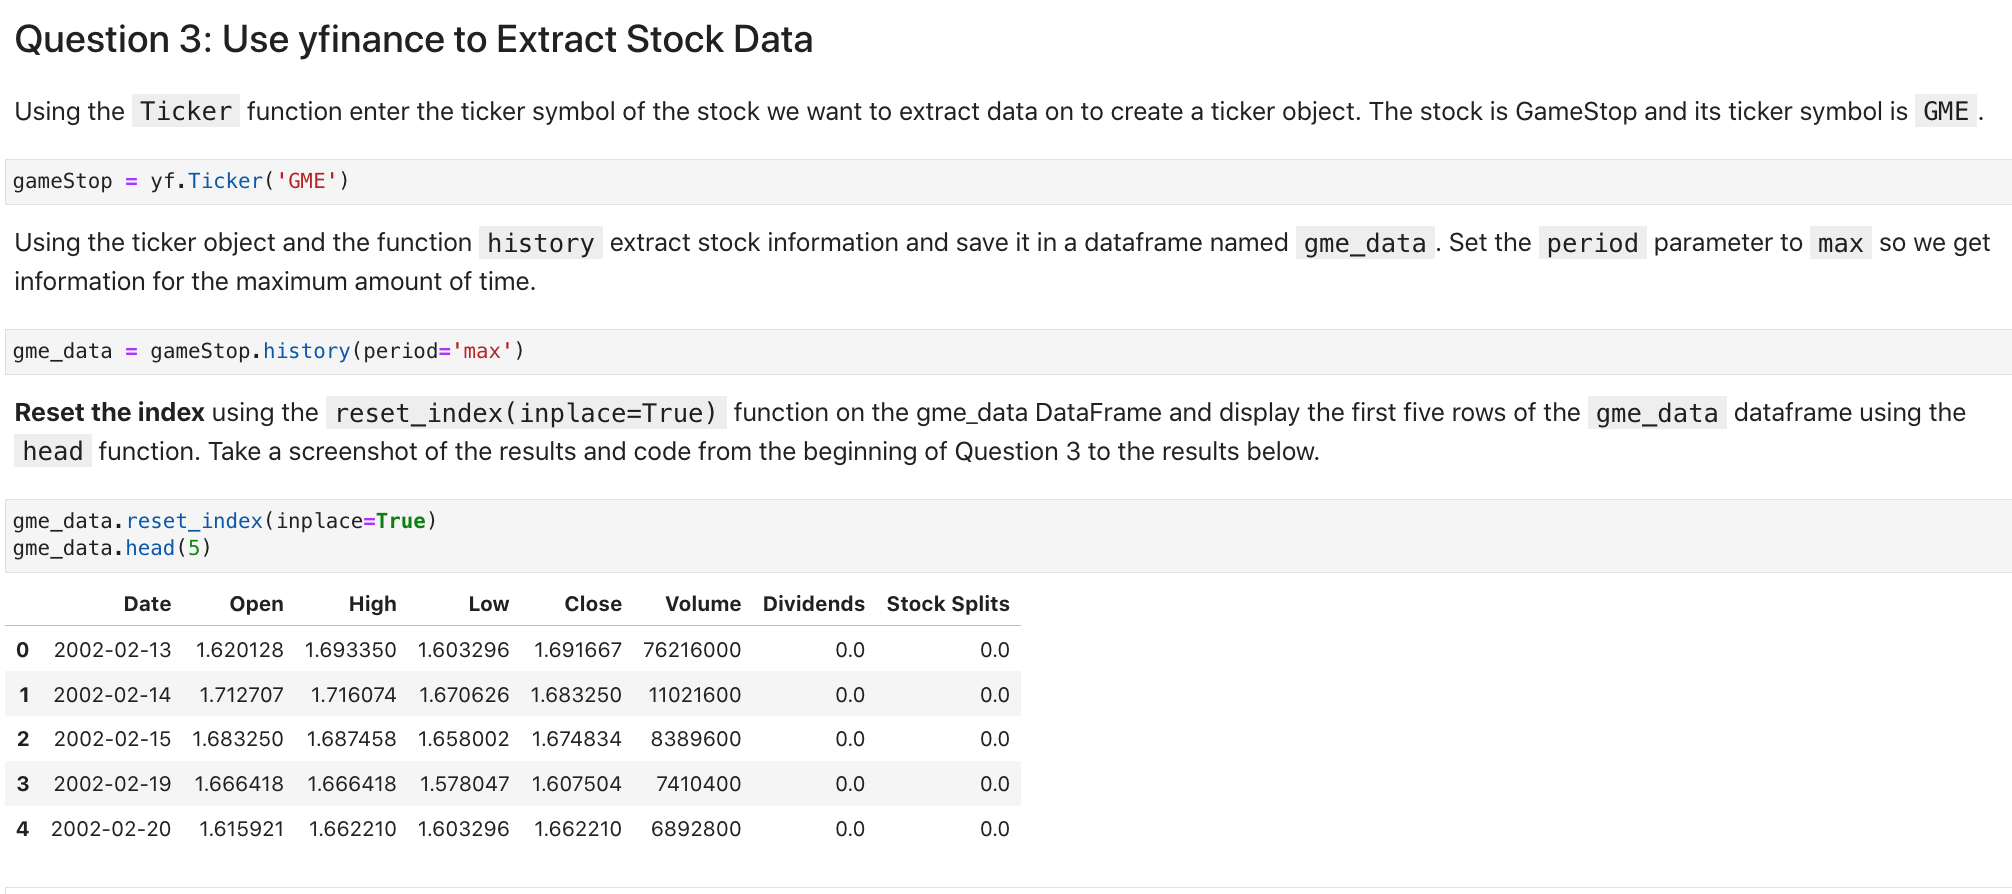 Question 3: Use yfinance to Extract Stock Data
Using the Ticker function enter the ticker symbol of the stock we want to extract data on to create a ticker object. The stock is GameStop and its ticker symbol is GME .
gameStop = yf.Ticker('GME')
Using the ticker object and the function history extract stock information and save it in a dataframe named gme_data . Set the period parameter to max so we get
information for the maximum amount of time.
gme_data = gameStop.history(period='max')
Reset the index using the reset_index(inplace=True) function on the gme_data DataFrame and display the first five rows of the gme_data dataframe using the
head function. Take a screenshot of the results and code from the beginning of Question 3 to the results below.
gme_data.reset_index(inplace=True)
gme_data.head(5)
Date Open High Low Close Volume Dividends Stock Splits
0 2002-02-13 1.620128 1.693350 1.603296 1.691667 76216000 0.0 0.0
1 2002-02-14 1.712707 1.716074 1.670626 1.683250 11021600 0.0 0.0
2 2002-02-15 1.683250 1.687458 1.658002 1.674834 8389600 0.0 0.0
3 2002-02-19 1.666418 1.666418 1.578047 1.607504 7410400 0.0 0.0
4 2002-02-20 1.615921 1.662210 1.603296 1.662210 6892800 0.0 0.0